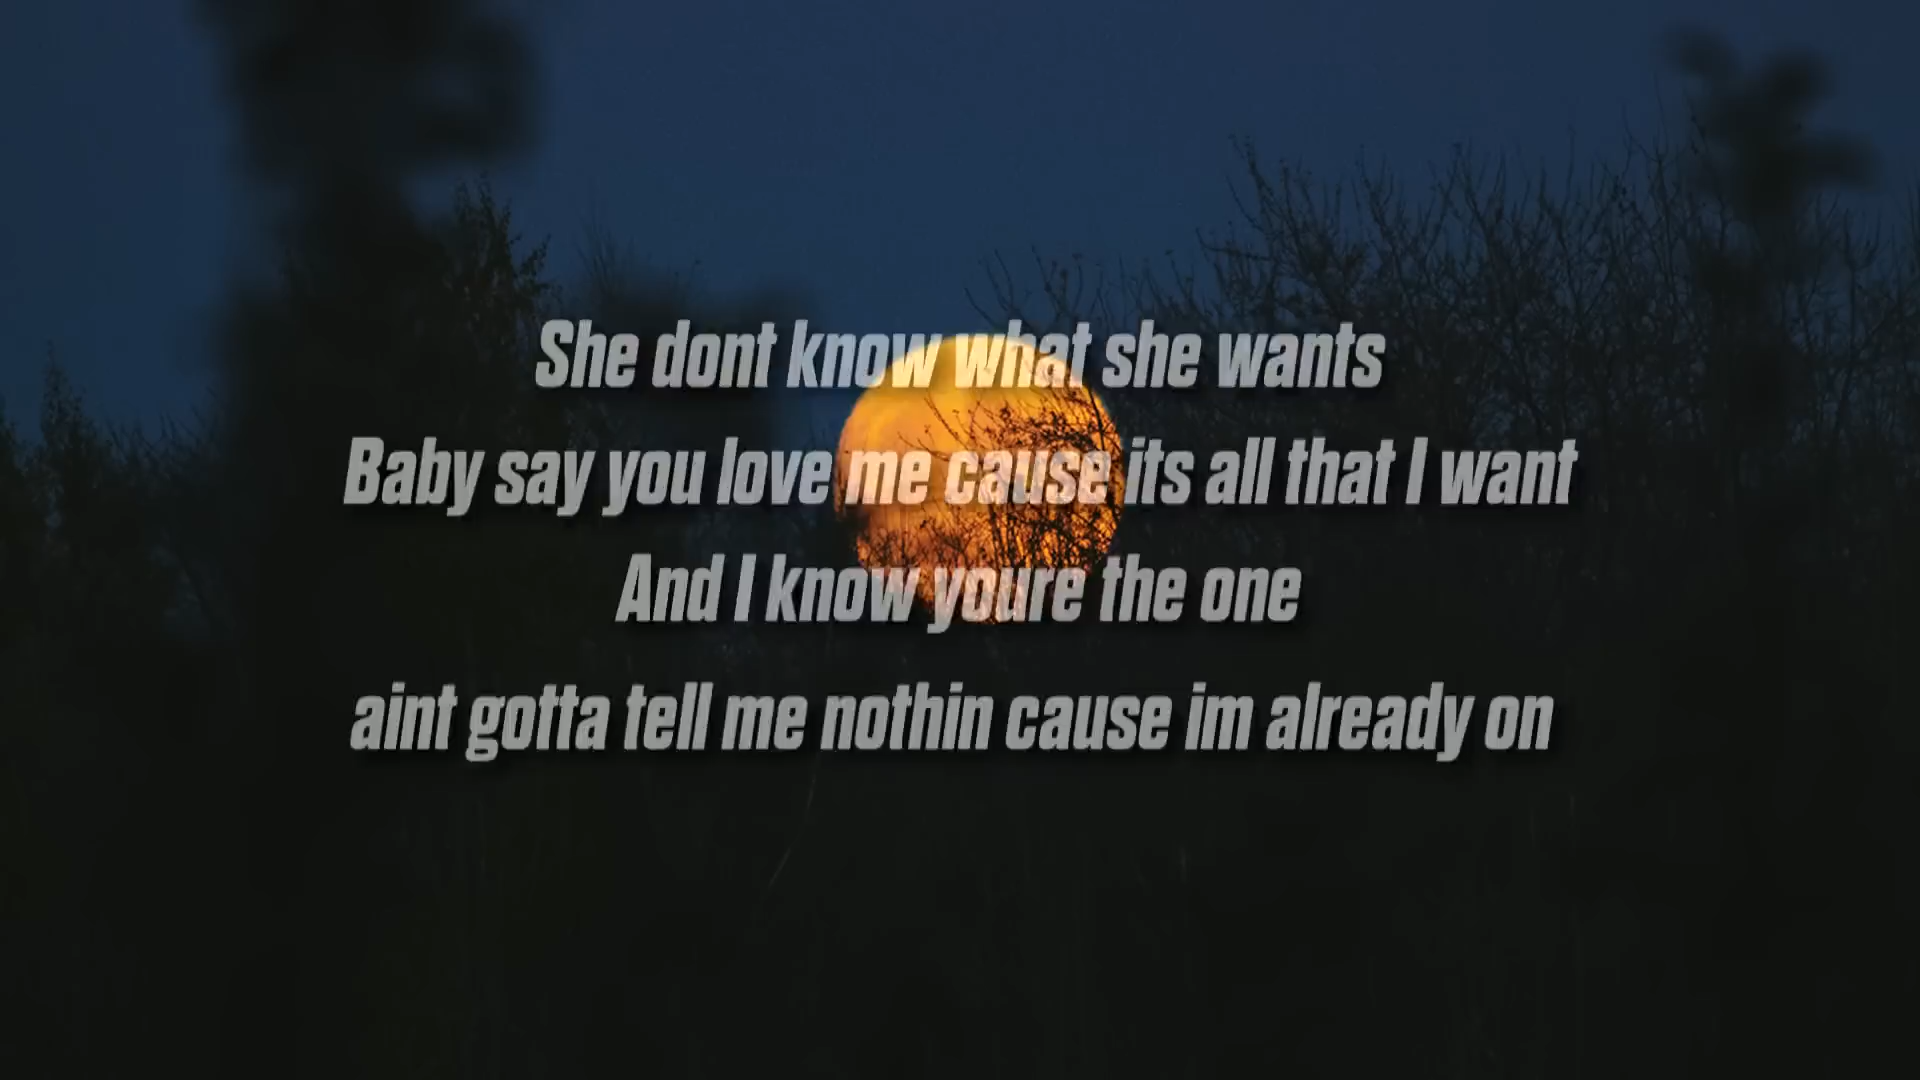 She dont know what she wants
Baby say you love me cause its all that I want
And I know youre the one
aint gotta tell me nothin cause im already on